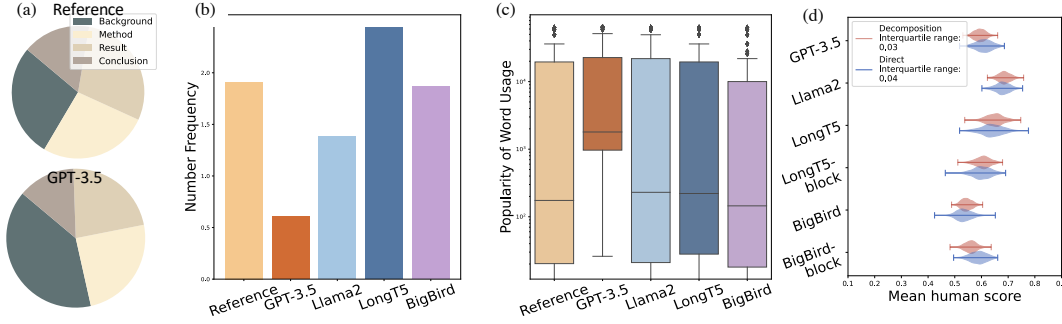 (a)
Reference
Background
Method
Result
Conclusion
GPT-3.5
(b)
Number Frequency
2.0
1.5
1.0
0.5
0.0
Reference
GPT-3.5
Llama2
LongT5
BigBird
(c)
Popularity of Word Usage
10⁴
10³
10²
Reference
GPT-3.5
Llama2
LongT5
BigBird
(d)
Decomposition
Interquartile range:
0,03
Direct
Interquartile range:
0,04
GPT-3.5
Llama2
LongT5
LongT5-
block
BigBird
BigBird-
block
0.1 0.2 0.3 0.4 0.5 0.6 0.7 0.8 0.9
Mean human score